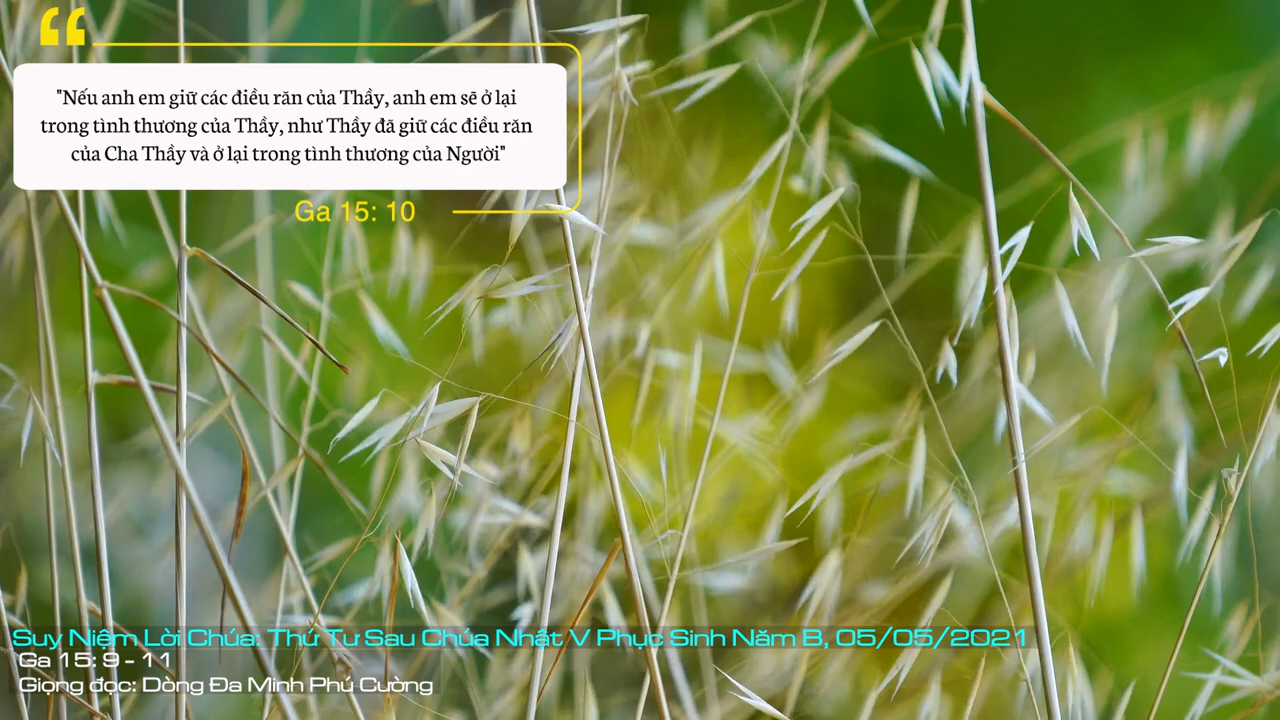 "Nếu anh em giữ các điều răn của Thầy, anh em sẽ ở lại
trong tình thương của Thầy, như Thầy đã giữ các điều răn
của Cha Thầy và ở lại trong tình thương của Người"
Ga 15: 10
Suy Niệm Lời Chúa: Thứ Tư Sau Chúa Nhật V Phục Sinh Năm B, 05/05/2021
Ga 15: 9 - 11
Giọng đọc: Dòng Đa Minh Phú Cường